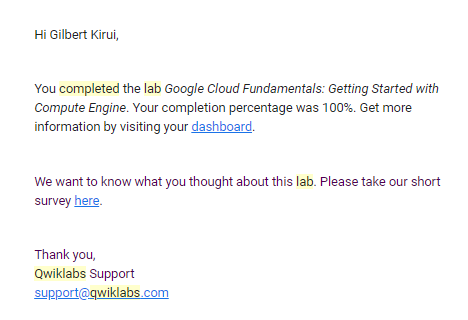 Hi Gilbert Kirui,
You completed the lab Google Cloud Fundamentals: Getting Started with
Compute Engine. Your completion percentage was 100%. Get more
information by visiting your dashboard.
We want to know what you thought about this lab. Please take our short
survey here.
Thank you,
Qwiklabs Support
support@qwiklabs.com